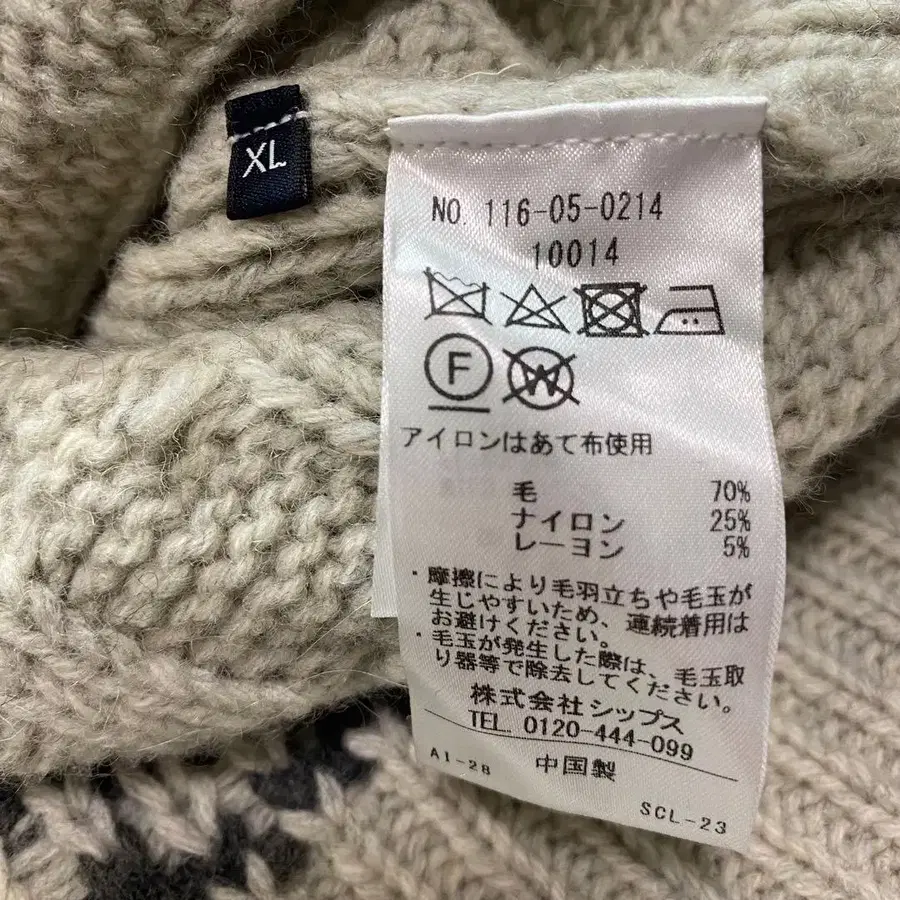 XL
NO. 116-05-0214
10014
F
W
アイロンはあて布使用
毛 70%
ナイロン 25%
レーヨン 5%
・摩擦により毛羽立ちや毛玉が
生じやすいため、連続着用は
お避けください。
・毛玉が発生した際は、毛玉取
り器等で除去してください。
株式会社シップス
TEL. 0120-444-099
A1-28 中国製
SCL-23